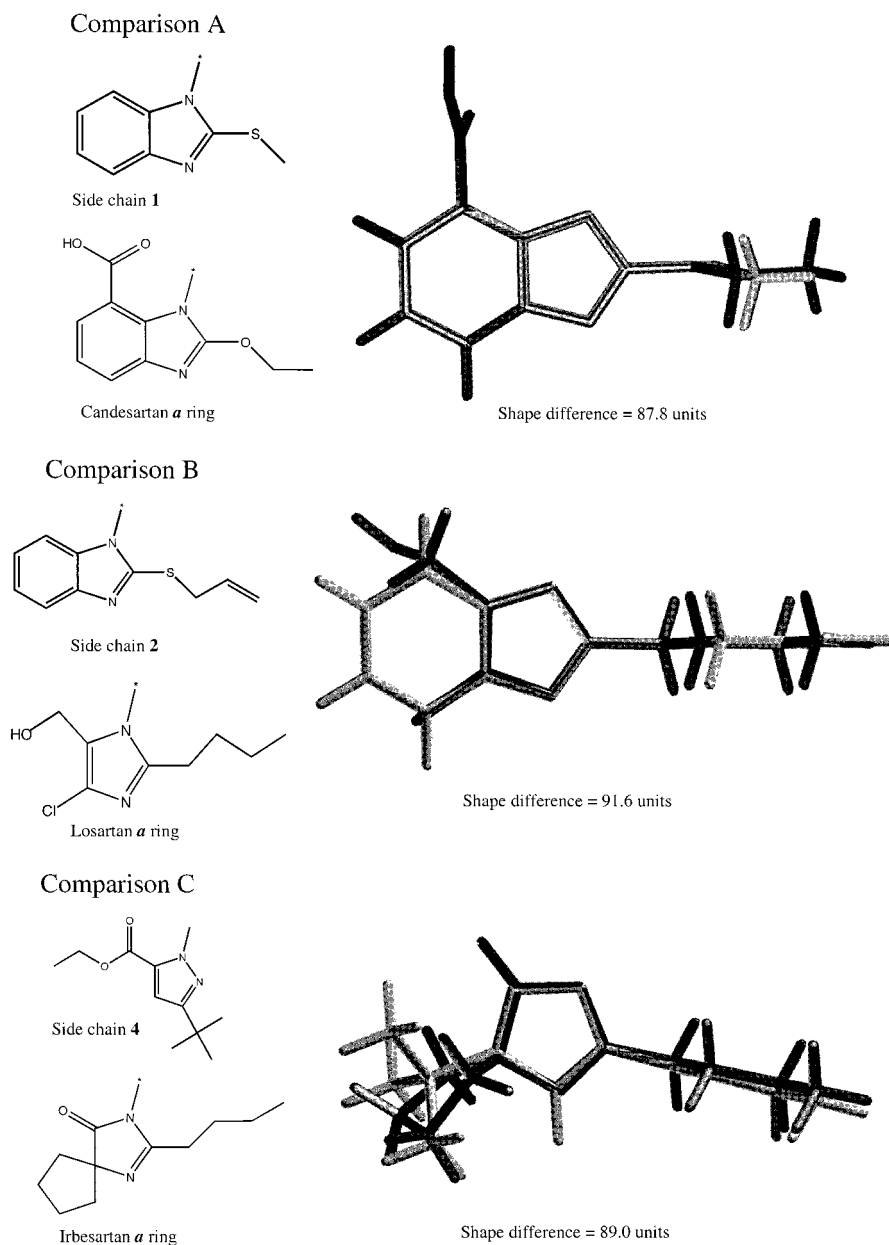 Comparison A
*
N
S
N
Side chain 1
HO
O
*
N
O
N
Candesartan a ring
Shape difference = 87.8 units
Comparison B
*
N
S
N
Side chain 2
*
HO
N
Cl
N
Losartan a ring
Shape difference = 91.6 units
Comparison C
O
*
N
O
N
Side chain 4
*
O
N
N
Irbesartan a ring
Shape difference = 89.0 units